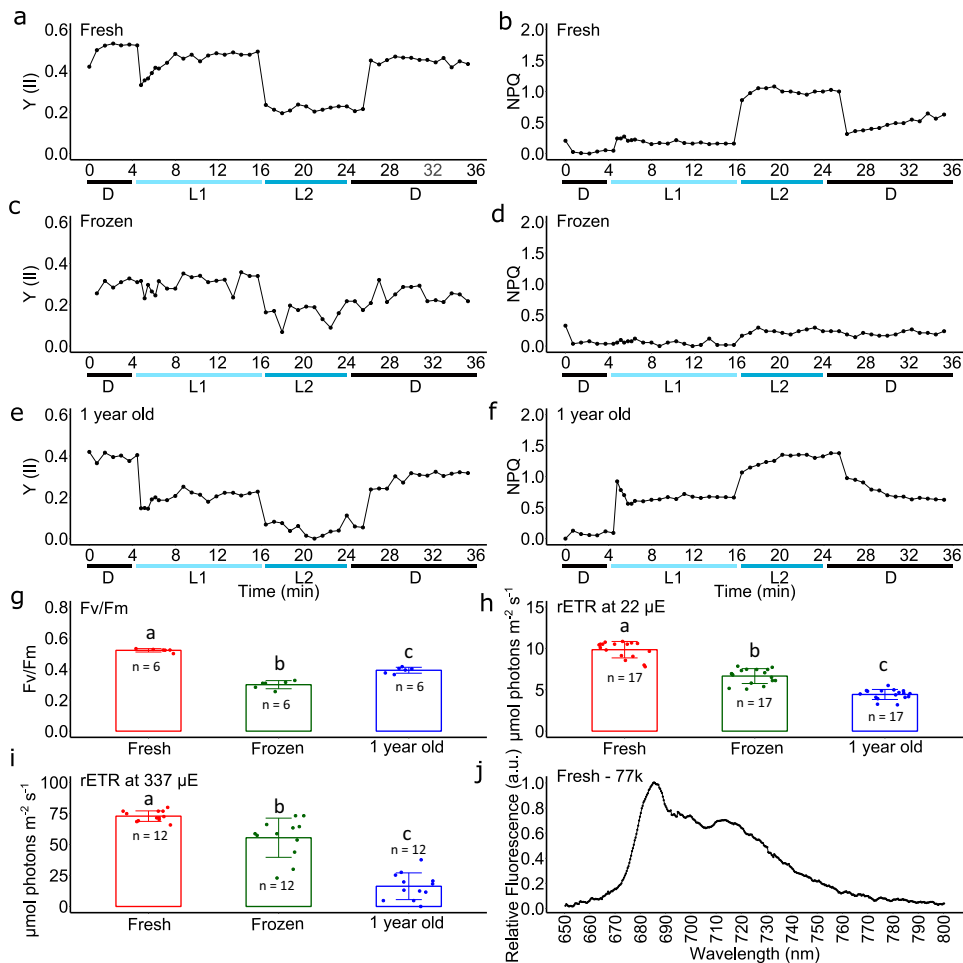 a
Fresh
Y (II)
0.6
0.4
0.2
0.0
0 4 8 12 16 20 24 28 32 36
D L1 L2 D
b
Fresh
NPQ
2.0
1.5
1.0
0.5
0.0
0 4 8 12 16 20 24 28 32 36
D L1 L2 D
c
Frozen
Y (II)
0.6
0.4
0.2
0.0
0 4 8 12 16 20 24 28 32 36
D L1 L2 D
d
Frozen
NPQ
2.0
1.5
1.0
0.5
0.0
0 4 8 12 16 20 24 28 32 36
D L1 L2 D
e
1 year old
Y (II)
0.6
0.4
0.2
0.0
0 4 8 12 16 20 24 28 32 36
D L1 L2 D
Time (min)
f
1 year old
NPQ
2.0
1.5
1.0
0.5
0.0
0 4 8 12 16 20 24 28 32 36
D L1 L2 D
Time (min)
g
Fv/Fm
Fv/Fm
0.8
0.6
0.4
0.2
0.0
a b c
n = 6 n = 6 n = 6
Fresh Frozen 1 year old
h
rETR at 22 µE
µmol photons m⁻² s⁻¹
15
10
5
0
a b c
n = 17 n = 17 n = 17
Fresh Frozen 1 year old
i
rETR at 337 µE
µmol photons m⁻² s⁻¹
100
75
50
25
0
a b c
n = 12 n = 12 n = 12
Fresh Frozen 1 year old
j
Fresh - 77k
Relative Fluorescence (a.u.)
1.0
0.8
0.6
0.4
0.2
0.0
650 660 670 680 690 700 710 720 730 740 750 760 770 780 790 800
Wavelength (nm)